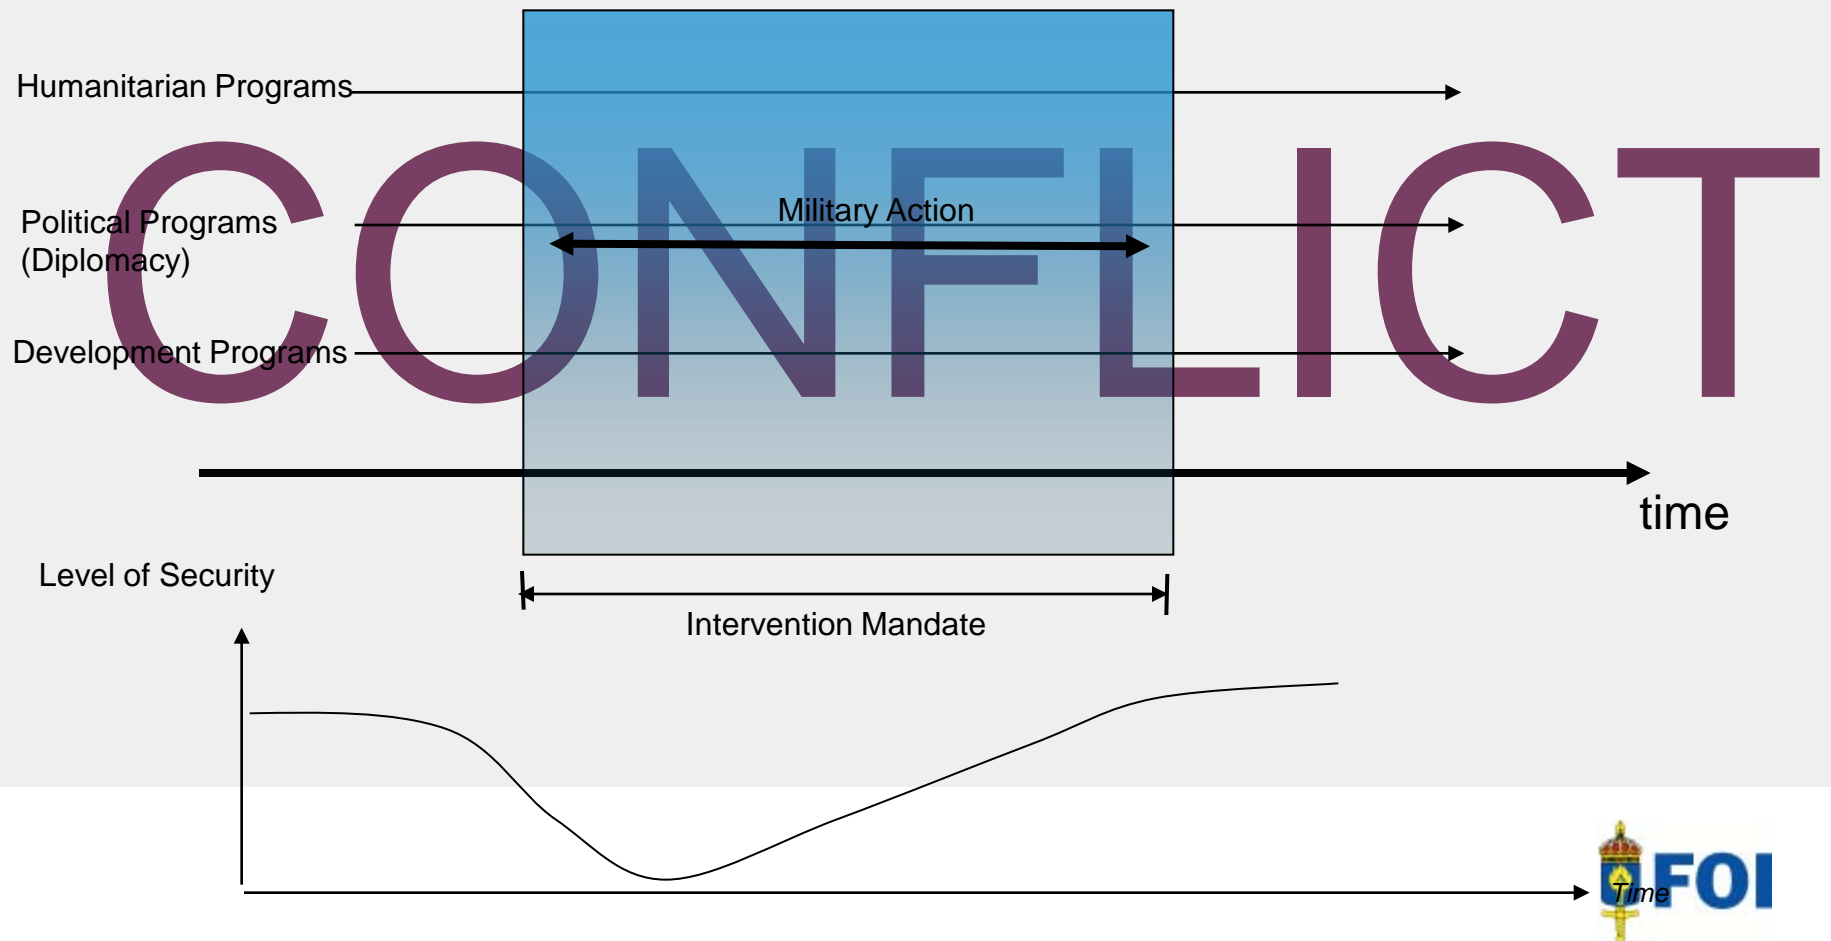 Humanitarian Programs
CONFLICT
Military Action
Political Programs
(Diplomacy)
Development Programs
time
Level of Security
Intervention Mandate
FOI
Time